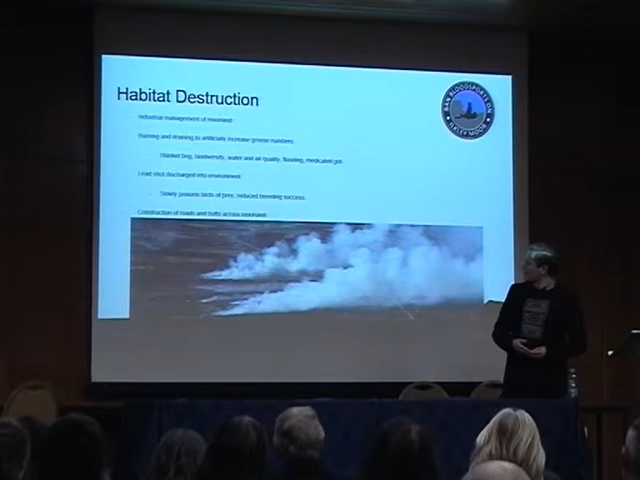 Habitat Destruction
BAN BLOODSPORTS ON
ILKLEY MOOR
Industrial management of moorland
Burning and draining to artificially increase grouse numbers.
Blanket bog, biodiversity, water and air quality, flooding, medicated grit.
Lead shot discharged into environment
Slowly poisons birds of prey, reduced breeding success.
Construction of roads and butts across moorland